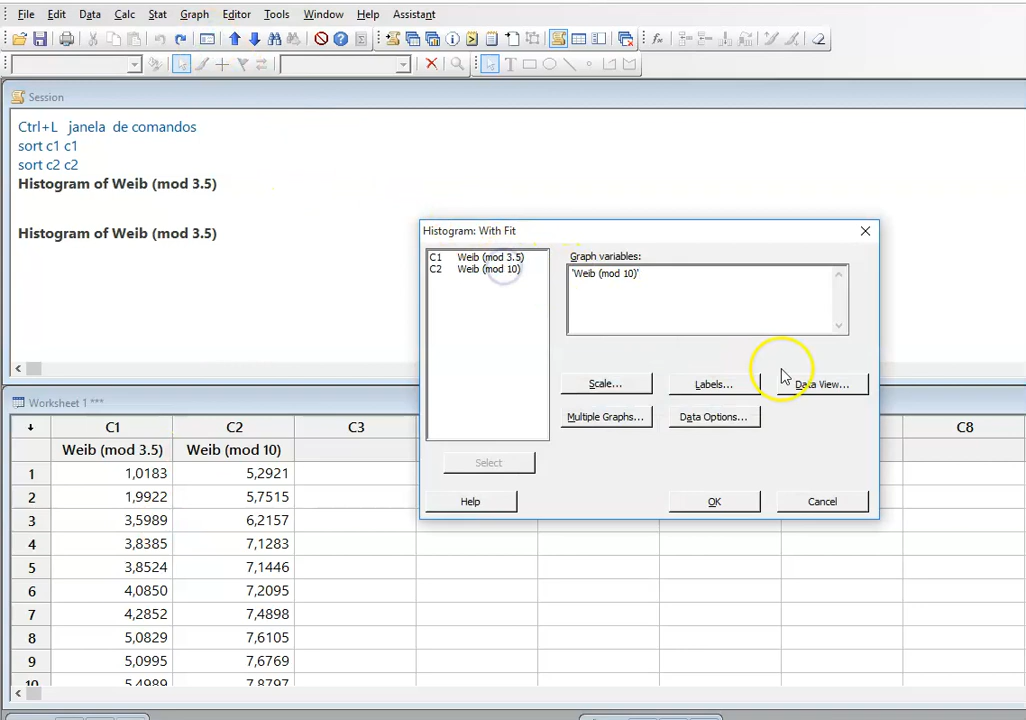 File Edit Data Calc Stat Graph Editor Tools Window Help Assistant
Session
Ctrl+L janela de comandos
sort c1 c1
sort c2 c2
Histogram of Weib (mod 3.5)
Histogram of Weib (mod 3.5)
Histogram: With Fit
C1 Weib (mod 3.5)
C2 Weib (mod 10)
Graph variables:
'Weib (mod 10)'
Scale... Labels... Data View...
Multiple Graphs... Data Options...
Select
Help OK Cancel
Worksheet 1 ***
C1 C2 C3 C8
Weib (mod 3.5) Weib (mod 10)
1 1,0183 5,2921
2 1,9922 5,7515
3 3,5989 6,2157
4 3,8385 7,1283
5 3,8524 7,1446
6 4,0850 7,2095
7 4,2852 7,4898
8 5,0829 7,6105
9 5,0995 7,6769
10 5,4989 7,8797